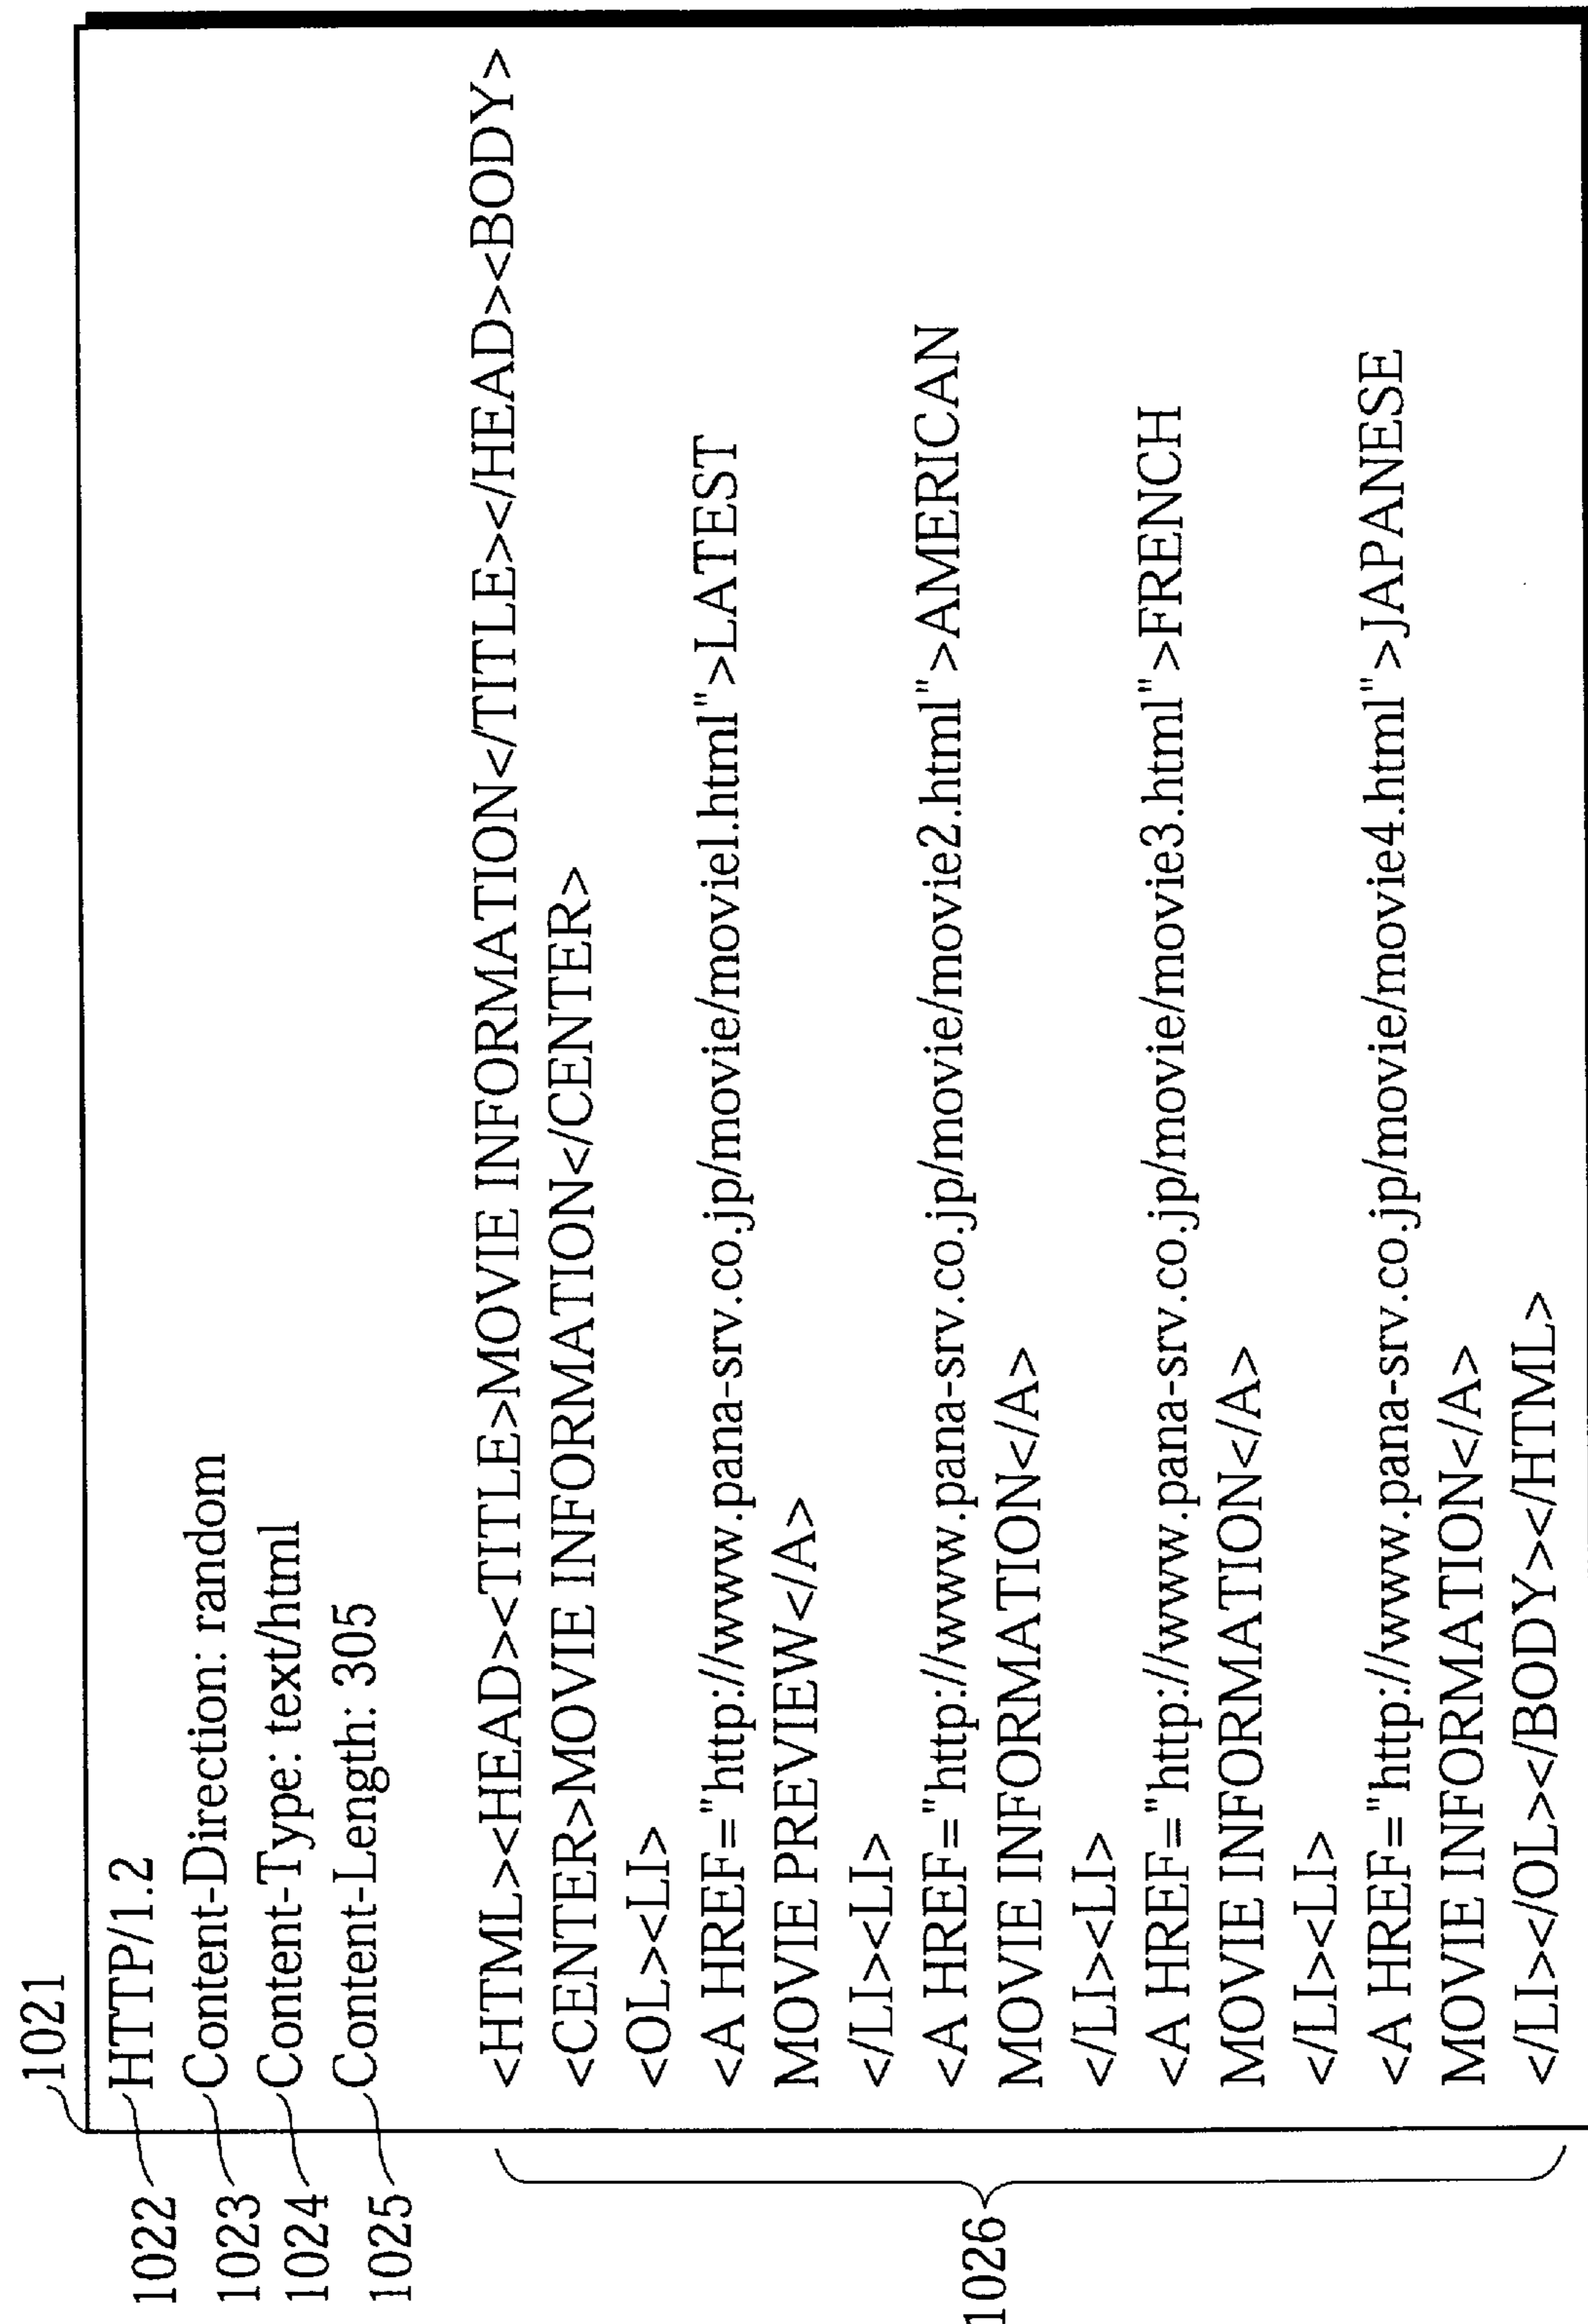 1021
1022 HTTP/1.2
1023 Content-Direction: random
1024 Content-Type: text/html
1025 Content-Length: 305
1026
<HTML><HEAD><TITLE>MOVIE INFORMATION</TITLE></HEAD><BODY>
<CENTER>MOVIE INFORMATION</CENTER>
<OL><LI>
<A HREF="http://www.pana-srv.co.jp/movie/movie1.html">LATEST
MOVIE PREVIEW</A>
</LI><LI>
<A HREF="http://www.pana-srv.co.jp/movie/movie2.html">AMERICAN
MOVIE INFORMATION</A>
</LI><LI>
<A HREF="http://www.pana-srv.co.jp/movie/movie3.html">FRENCH
MOVIE INFORMATION</A>
</LI><LI>
<A HREF="http://www.pana-srv.co.jp/movie/movie4.html">JAPANESE
MOVIE INFORMATION</A>
</LI></OL></BODY></HTML>